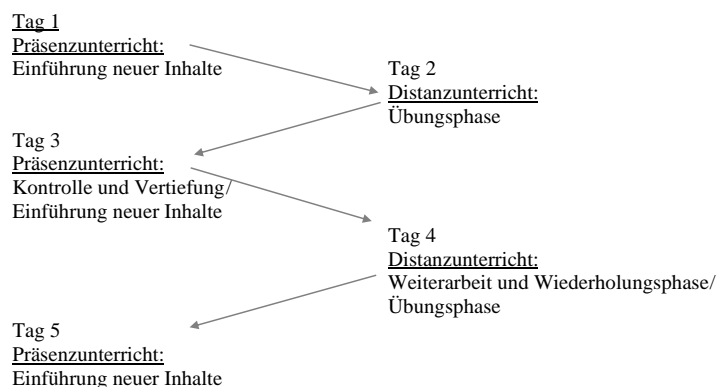 Tag 1
Präsenzunterricht:
Einführung neuer Inhalte
Tag 2
Distanzunterricht:
Übungsphase
Tag 3
Präsenzunterricht:
Kontrolle und Vertiefung/
Einführung neuer Inhalte
Tag 4
Distanzunterricht:
Weiterarbeit und Wiederholungsphase/
Übungsphase
Tag 5
Präsenzunterricht:
Einführung neuer Inhalte